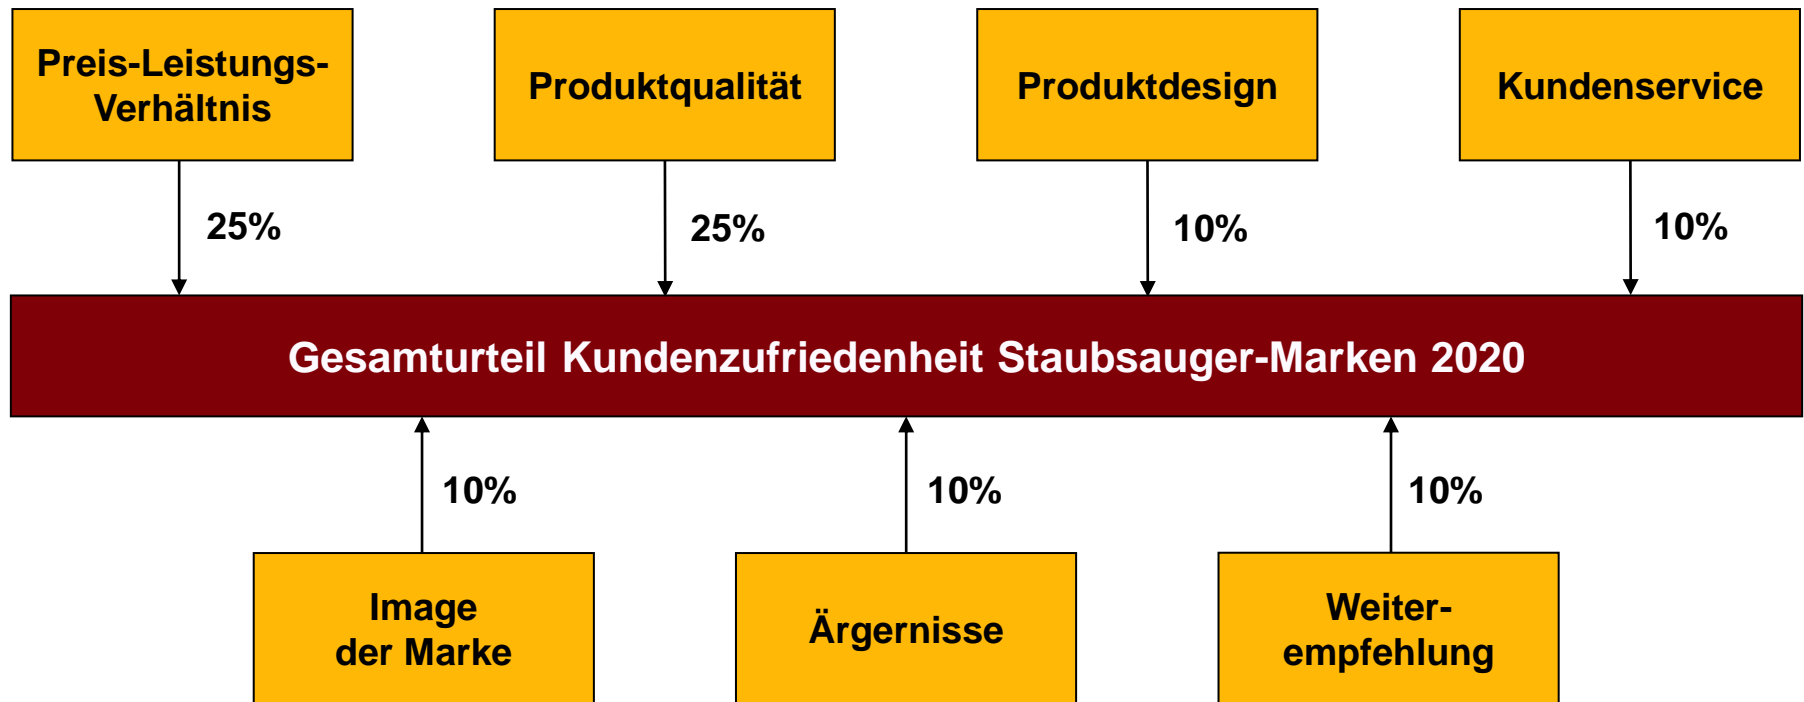 Preis-Leistungs-
Verhältnis
Produktqualität
Produktdesign
Kundenservice
25%
25%
10%
10%
Gesamturteil Kundenzufriedenheit Staubsauger-Marken 2020
10%
10%
10%
Image
der Marke
Ärgernisse
Weiter-
empfehlung